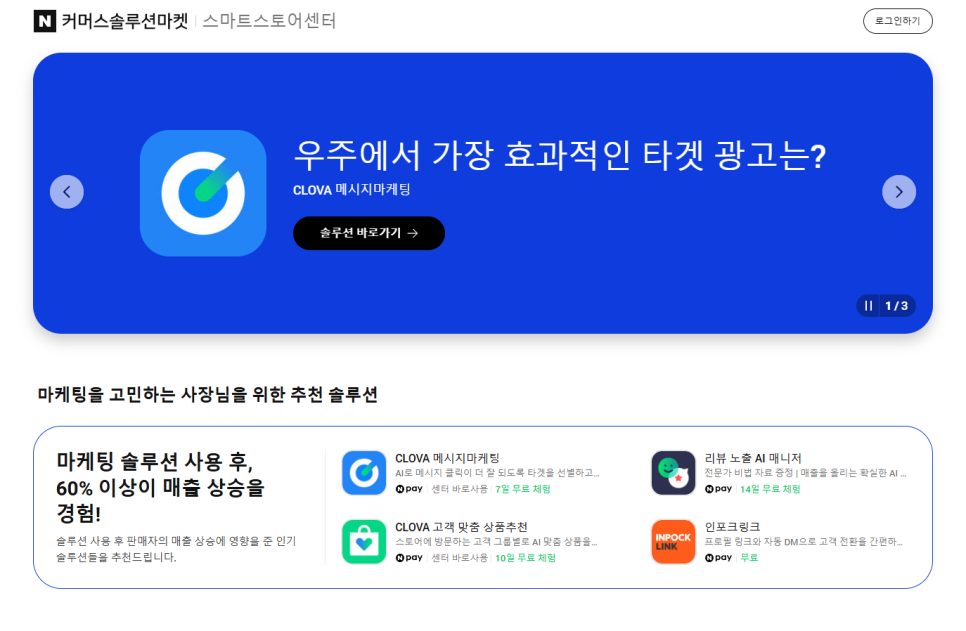 N 커머스솔루션마켓 | 스마트스토어센터
로그인하기
우주에서 가장 효과적인 타겟 광고는?
CLOVA 메시지마케팅
솔루션 바로가기 →
1 / 3
마케팅을 고민하는 사장님을 위한 추천 솔루션
마케팅 솔루션 사용 후,
60% 이상이 매출 상승을
경험!
솔루션 사용 후 판매자의 매출 상승에 영향을 준 인기
솔루션들을 추천드립니다.
CLOVA 메시지마케팅
AI로 메시지 클릭이 더 잘 되도록 타겟을 선별하고...
N pay | 센터 바로사용 | 7일 무료 체험
리뷰 노출 AI 매니저
전문가 비법 자료 증정 | 매출을 올리는 확실한 AI ...
N pay | 14일 무료 체험
CLOVA 고객 맞춤 상품추천
스토어에 방문하는 고객 그룹별로 AI 맞춤 상품을...
N pay | 센터 바로사용 | 10일 무료 체험
INPOCK
LINK
인포크링크
프로필 링크와 자동 DM으로 고객 전환을 간편하...
N pay | 무료